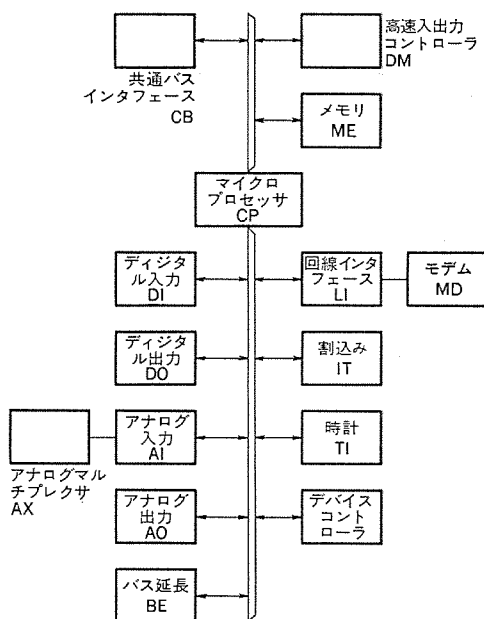 高速入出力
コントローラ
DM
共通バス
インタフェース
CB
メモリ
ME
マイクロ
プロセッサ
CP
ディジタ
ル入力
DI
回線インタ
フェース
LI
モデム
MD
ディジタ
ル出力
DO
割込み
IT
アナログ
入力
AI
時計
TI
アナログマル
チプレクサ
AX
アナログ
出力
AO
デバイス
コント
ローラ
バス延長
BE